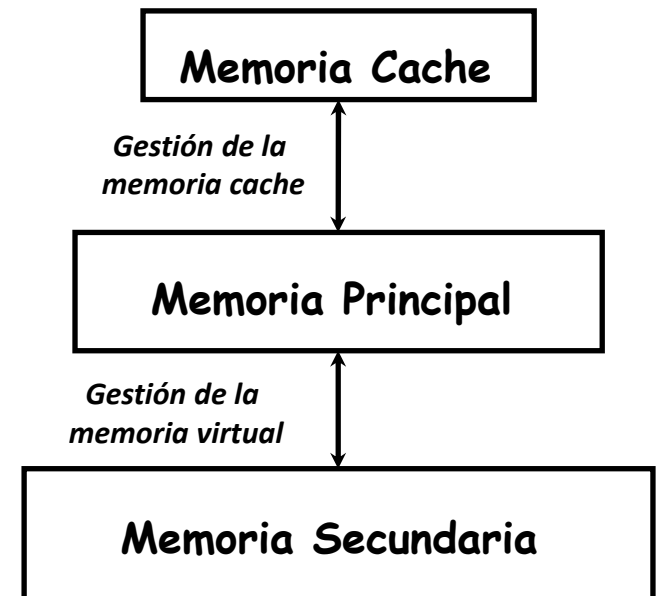 Memoria Cache
Gestión de la
memoria cache
Memoria Principal
Gestión de la
memoria virtual
Memoria Secundaria